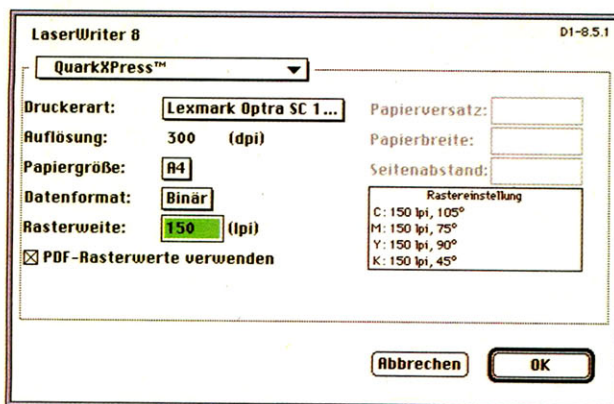 LaserWriter 8 D1-8.5.1
QuarkXPress™
Druckerart: Lexmark Optra SC 1...
Auflösung: 300 (dpi)
Papiergröße: A4
Datenformat: Binär
Rasterweite: 150 (lpi)
PDF-Rasterwerte verwenden
Papierversatz:
Papierbreite:
Seitenabstand:
Rastereinstellung
C: 150 lpi, 105°
M: 150 lpi, 75°
Y: 150 lpi, 90°
K: 150 lpi, 45°
Abbrechen OK